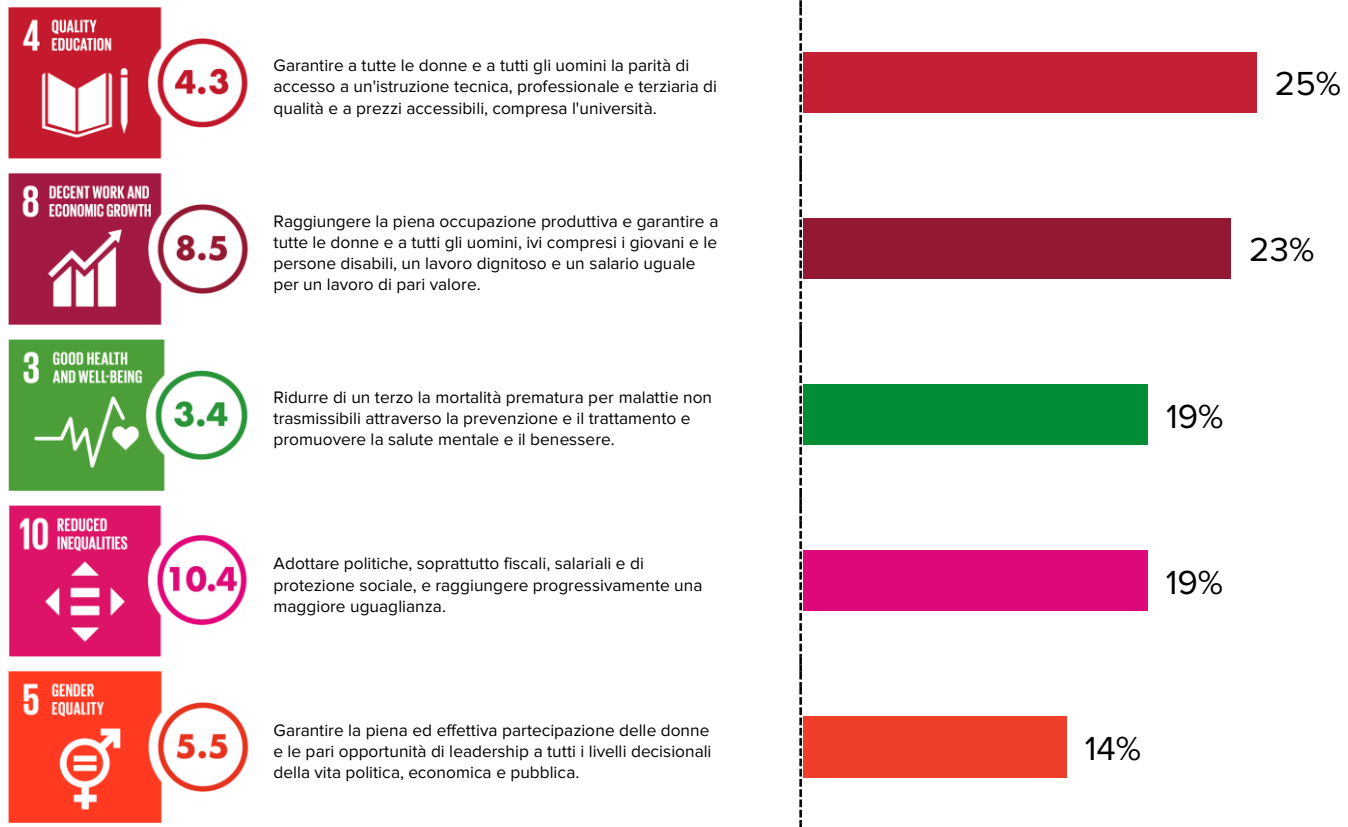 4 QUALITY
EDUCATION
4.3
Garantire a tutte le donne e a tutti gli uomini la parità di
accesso a un'istruzione tecnica, professionale e terziaria di
qualità e a prezzi accessibili, compresa l'università.
25%
8 DECENT WORK AND
ECONOMIC GROWTH
8.5
Raggiungere la piena occupazione produttiva e garantire a
tutte le donne e a tutti gli uomini, ivi compresi i giovani e le
persone disabili, un lavoro dignitoso e un salario uguale
per un lavoro di pari valore.
23%
3 GOOD HEALTH
AND WELL-BEING
3.4
Ridurre di un terzo la mortalità prematura per malattie non
trasmissibili attraverso la prevenzione e il trattamento e
promuovere la salute mentale e il benessere.
19%
10 REDUCED
INEQUALITIES
10.4
Adottare politiche, soprattutto fiscali, salariali e di
protezione sociale, e raggiungere progressivamente una
maggiore uguaglianza.
19%
5 GENDER
EQUALITY
5.5
Garantire la piena ed effettiva partecipazione delle donne
e le pari opportunità di leadership a tutti i livelli decisionali
della vita politica, economica e pubblica.
14%